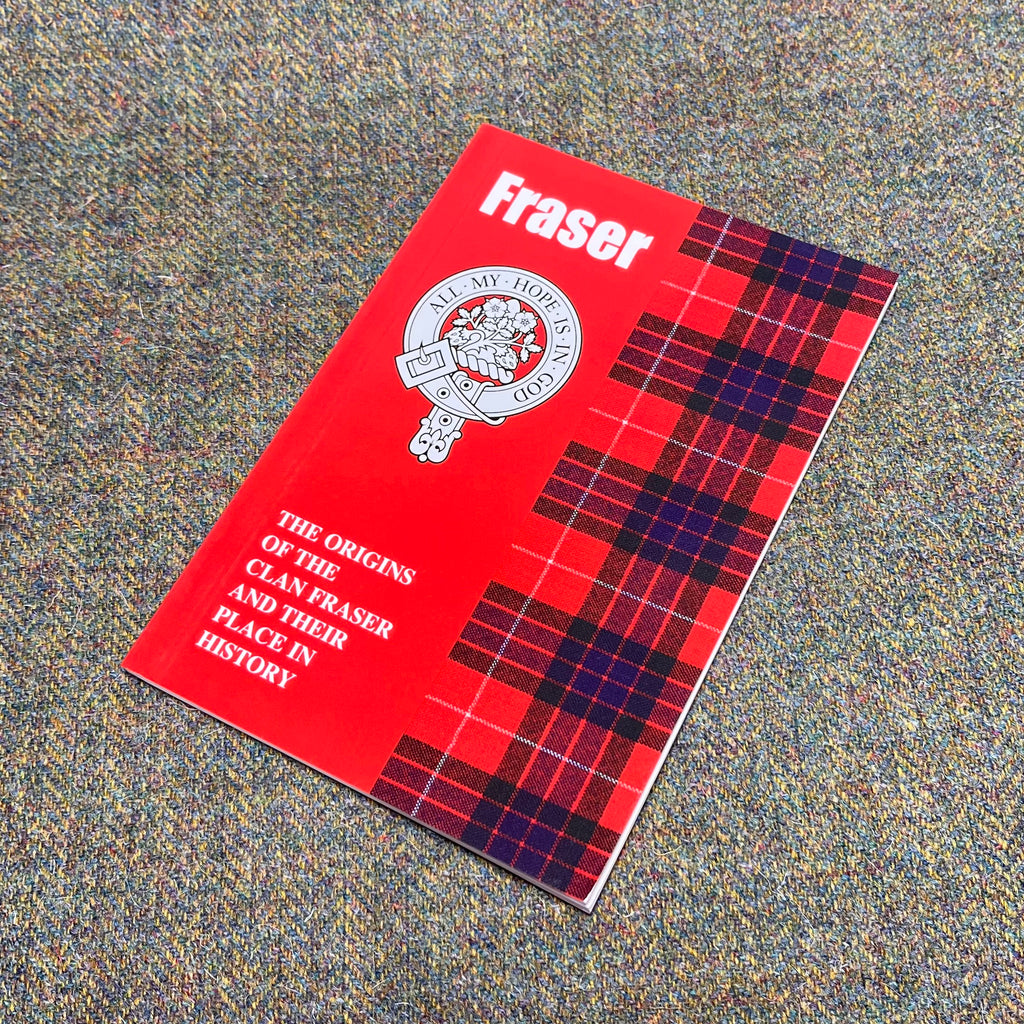 Fraser
ALL · MY · HOPE · IS · IN · GOD
THE ORIGINS
OF THE
CLAN FRASER
AND THEIR
PLACE IN
HISTORY